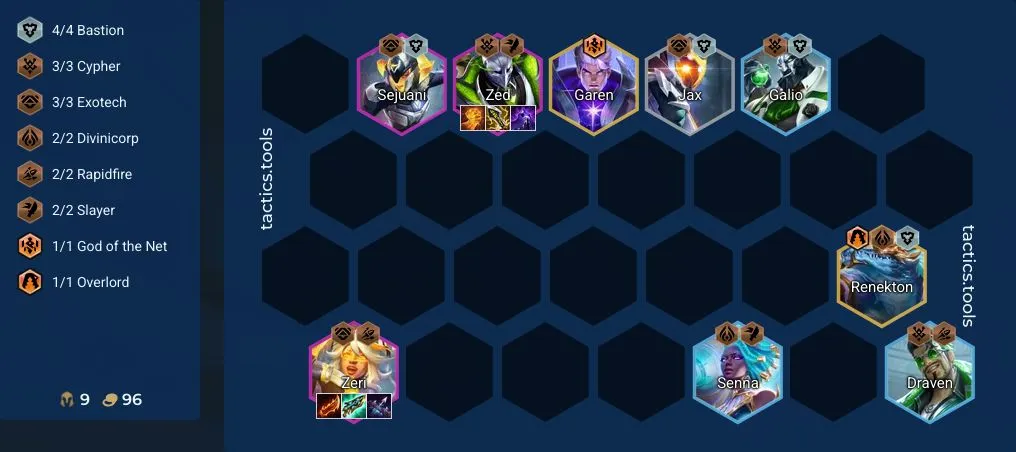 4/4 Bastion
3/3 Cypher
3/3 Exotech
2/2 Divinicorp
2/2 Rapidfire
2/2 Slayer
1/1 God of the Net
1/1 Overlord
9 96
tactics.tools
Sejuani Zed Garen Jax Galio
Renekton
tactics.tools
Zeri Senna Draven